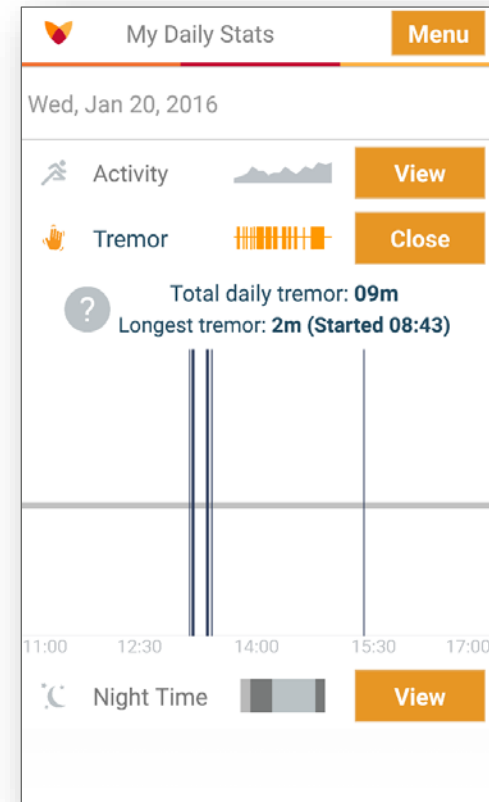 My Daily Stats Menu
Wed, Jan 20, 2016
Activity View
Tremor Close
? Total daily tremor: 09m
Longest tremor: 2m (Started 08:43)
11:00 12:30 14:00 15:30 17:00
Night Time View